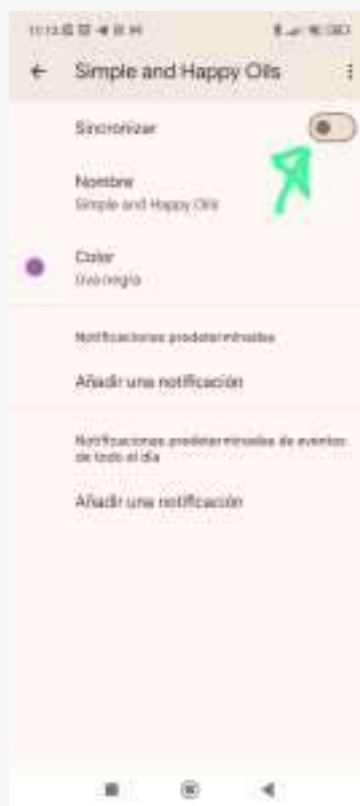 Simple and Happy Oils
Sincronizar
Nombre
Simple and Happy Oils
Color
Uva negra
Notificaciones predeterminadas
Añadir una notificación
Notificaciones predeterminadas de eventos
de todo el día
Añadir una notificación